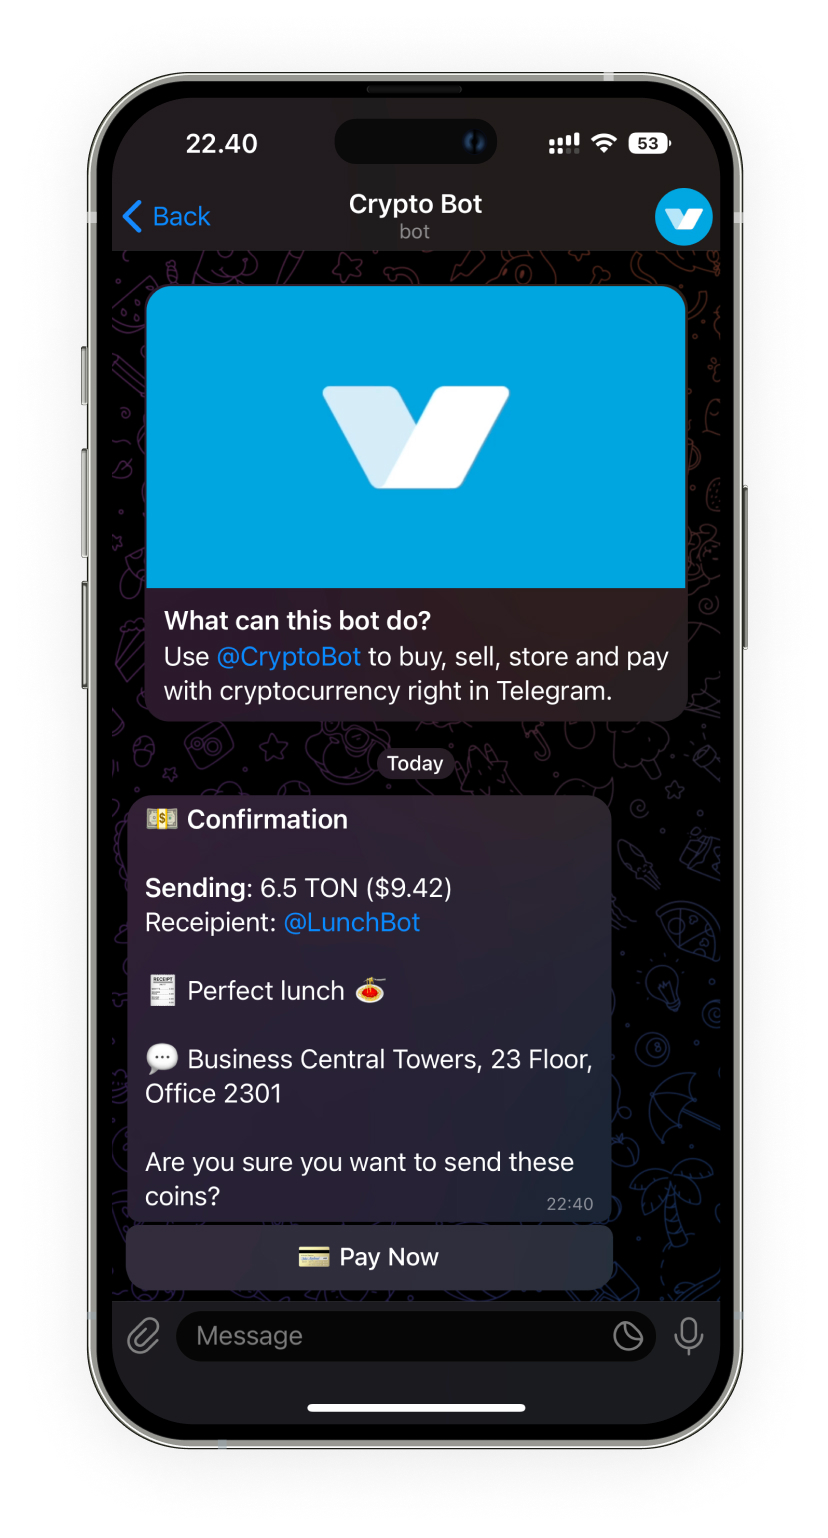 22.40
53
Back
Crypto Bot
bot
What can this bot do?
Use @CryptoBot to buy, sell, store and pay
with cryptocurrency right in Telegram.
Today
💵 Confirmation
Sending: 6.5 TON ($9.42)
Receipient: @LunchBot
🧾 Perfect lunch 🍝
💬 Business Central Towers, 23 Floor,
Office 2301
Are you sure you want to send these
coins?
22:40
💳 Pay Now
Message